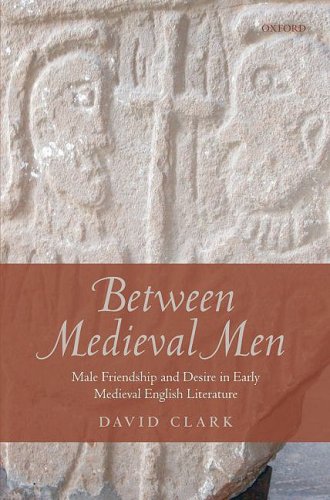 OXFORD
Between
Medieval Men
Male Friendship and Desire in Early
Medieval English Literature
DAVID CLARK